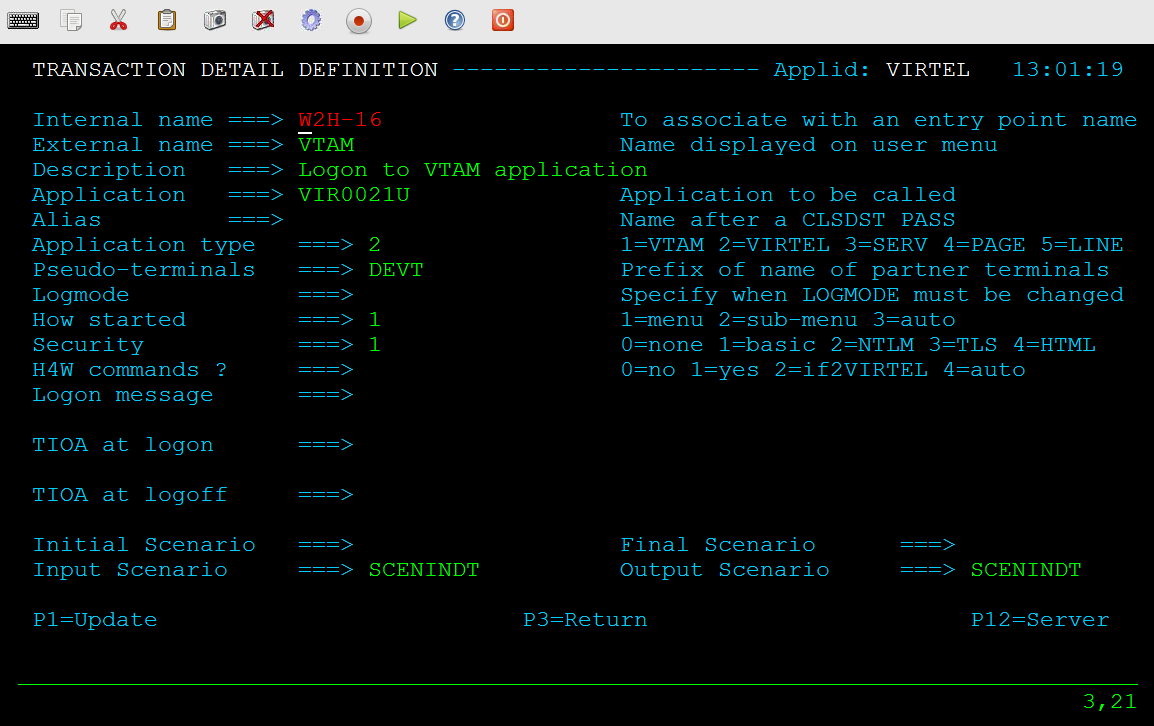 TRANSACTION DETAIL DEFINITION ---------------------- Applid: VIRTEL 13:01:19
Internal name ===> W2H-16 To associate with an entry point name
External name ===> VTAM Name displayed on user menu
Description ===> Logon to VTAM application
Application ===> VIR0021U Application to be called
Alias ===> Name after a CLSDST PASS
Application type ===> 2 1=VTAM 2=VIRTEL 3=SERV 4=PAGE 5=LINE
Pseudo-terminals ===> DEVT Prefix of name of partner terminals
Logmode ===> Specify when LOGMODE must be changed
How started ===> 1 1=menu 2=sub-menu 3=auto
Security ===> 1 0=none 1=basic 2=NTLM 3=TLS 4=HTML
H4W commands ? ===> 0=no 1=yes 2=if2VIRTEL 4=auto
Logon message ===>
TIOA at logon ===>
TIOA at logoff ===>
Initial Scenario ===> Final Scenario ===>
Input Scenario ===> SCENINDT Output Scenario ===> SCENINDT
P1=Update P3=Return P12=Server
3,21